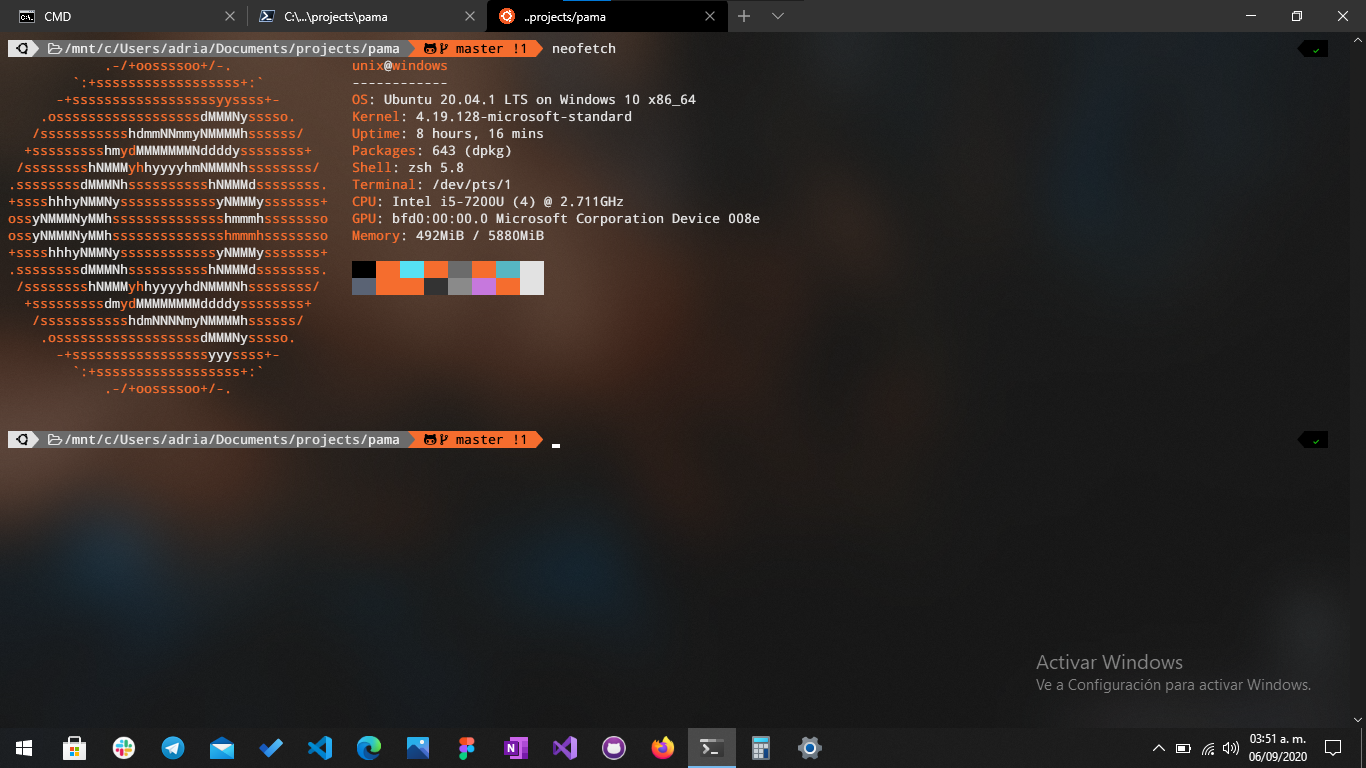 CMD
C:\...\projects\pama
..projects/pama
/mnt/c/Users/adria/Documents/projects/pama master !1 neofetch
.-/+oossssoo+/-. unix@windows
`:+ssssssssssssssssss+:` ------------
-+ssssssssssssssssssyyssss+- OS: Ubuntu 20.04.1 LTS on Windows 10 x86_64
.ossssssssssssssssssdMMMNysssso. Kernel: 4.19.128-microsoft-standard
/ssssssssssshdmmNNmmyNMMMMhssssss/ Uptime: 8 hours, 16 mins
+ssssssssshmydMMMMMMMNddddyssssssss+ Packages: 643 (dpkg)
/sssssssshNMMMyhhyyyyhmNMMMNhssssssss/ Shell: zsh 5.8
.ssssssssdMMMNhsssssssssshNMMMdssssssss. Terminal: /dev/pts/1
+sssshhhyNMMNyssssssssssssyNMMMysssssss+ CPU: Intel i5-7200U (4) @ 2.711GHz
ossyNMMMNyMMhsssssssssssssshmmmhssssssso GPU: bfd0:00:00.0 Microsoft Corporation Device 008e
ossyNMMMNyMMhsssssssssssssshmmmhssssssso Memory: 492MiB / 5880MiB
+sssshhhyNMMNyssssssssssssyNMMMysssssss+
.ssssssssdMMMNhsssssssssshNMMMdssssssss.
/sssssssshNMMMyhhyyyyhdNMMMNhssssssss/
+sssssssssdmydMMMMMMMMddddyssssssss+
/ssssssssssshdmNNNNmyNMMMMhssssss/
.ossssssssssssssssssdMMMNysssso.
-+sssssssssssssssssyyyssss+-
`:+ssssssssssssssssss+:`
.-/+oossssoo+/-.
/mnt/c/Users/adria/Documents/projects/pama master !1
Activar Windows
Ve a Configuración para activar Windows.
03:51 a. m.
06/09/2020